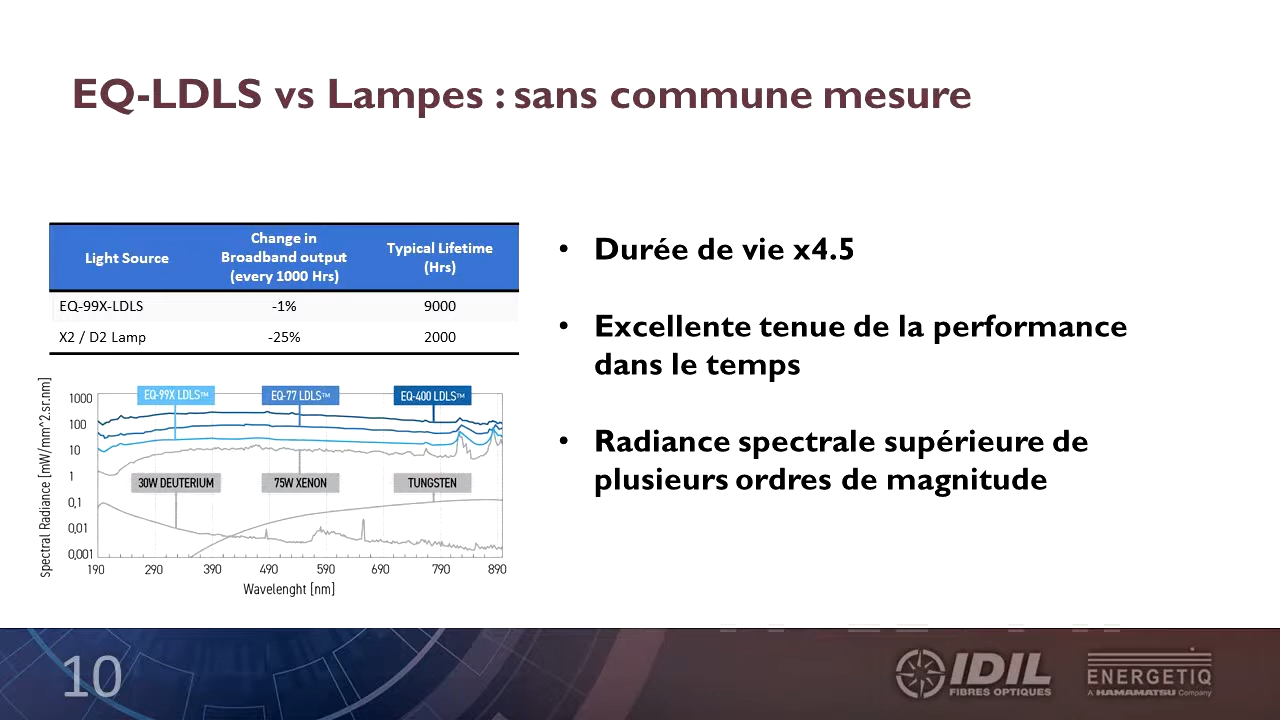 EQ-LDLS vs Lampes : sans commune mesure
Light Source
Change in
Broadband output
(every 1000 Hrs)
Typical Lifetime
(Hrs)
EQ-99X-LDLS -1% 9000
X2 / D2 Lamp -25% 2000
• Durée de vie x4.5
• Excellente tenue de la performance
dans le temps
• Radiance spectrale supérieure de
plusieurs ordres de magnitude
Spectral Radiance [mW/mm^2.sr.nm]
1000
100
10
1
0,1
0,01
0,001
EQ-99X LDLS™ EQ-77 LDLS™ EQ-400 LDLS™
30W DEUTERIUM 75W XENON TUNGSTEN
190 290 390 490 590 690 790 890
Wavelenght [nm]
10
IDIL
FIBRES OPTIQUES
ENERGETIQ
A HAMAMATSU Company